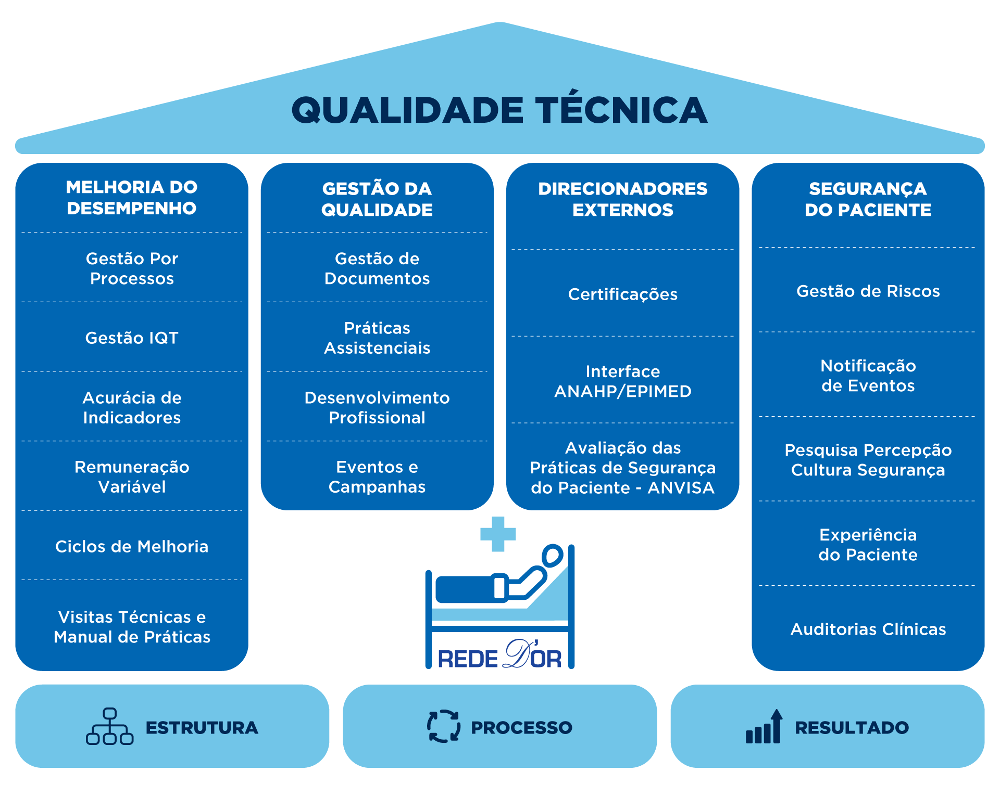 QUALIDADE TÉCNICA
MELHORIA DO
DESEMPENHO
Gestão Por
Processos
Gestão IQT
Acurácia de
Indicadores
Remuneração
Variável
Ciclos de Melhoria
Visitas Técnicas e
Manual de Práticas
GESTÃO DA
QUALIDADE
Gestão de
Documentos
Práticas
Assistenciais
Desenvolvimento
Profissional
Eventos e
Campanhas
DIRECIONADORES
EXTERNOS
Certificações
Interface
ANAHP/EPIMED
Avaliação das
Práticas de Segurança
do Paciente - ANVISA
SEGURANÇA
DO PACIENTE
Gestão de Riscos
Notificação
de Eventos
Pesquisa Percepção
Cultura Segurança
Experiência
do Paciente
Auditorias Clínicas
REDE D'OR
ESTRUTURA
PROCESSO
RESULTADO